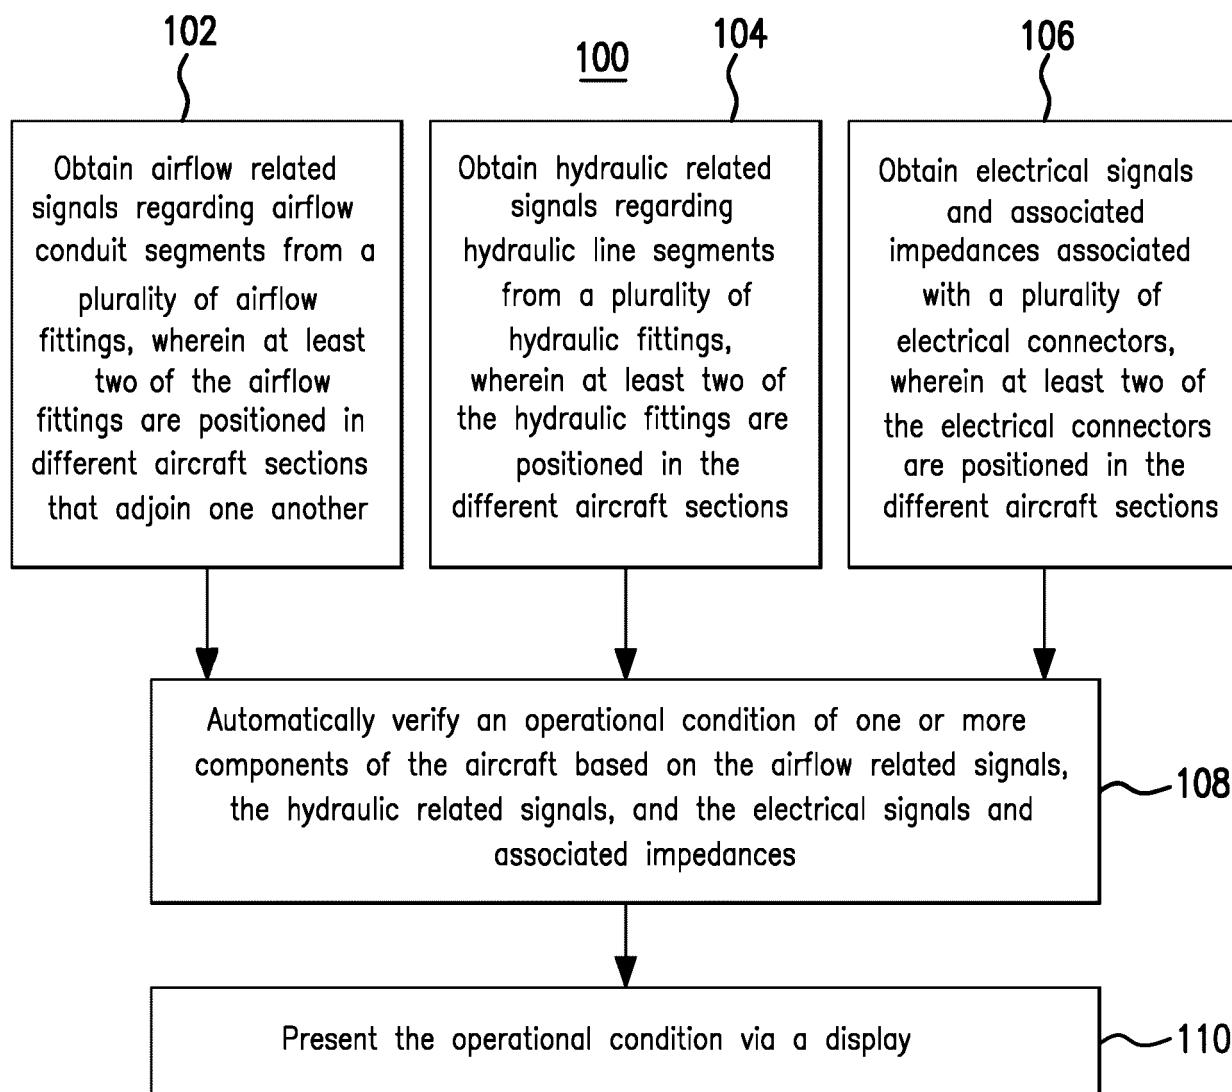 102
100
104
106
Obtain airflow related
signals regarding airflow
conduit segments from a
plurality of airflow
fittings, wherein at least
two of the airflow
fittings are positioned in
different aircraft sections
that adjoin one another
Obtain hydraulic related
signals regarding
hydraulic line segments
from a plurality of
hydraulic fittings,
wherein at least two of
the hydraulic fittings are
positioned in the
different aircraft sections
Obtain electrical signals
and associated
impedances associated
with a plurality of
electrical connectors,
wherein at least two of
the electrical connectors
are positioned in the
different aircraft sections
Automatically verify an operational condition of one or more
components of the aircraft based on the airflow related signals,
the hydraulic related signals, and the electrical signals and
associated impedances
108
Present the operational condition via a display
110